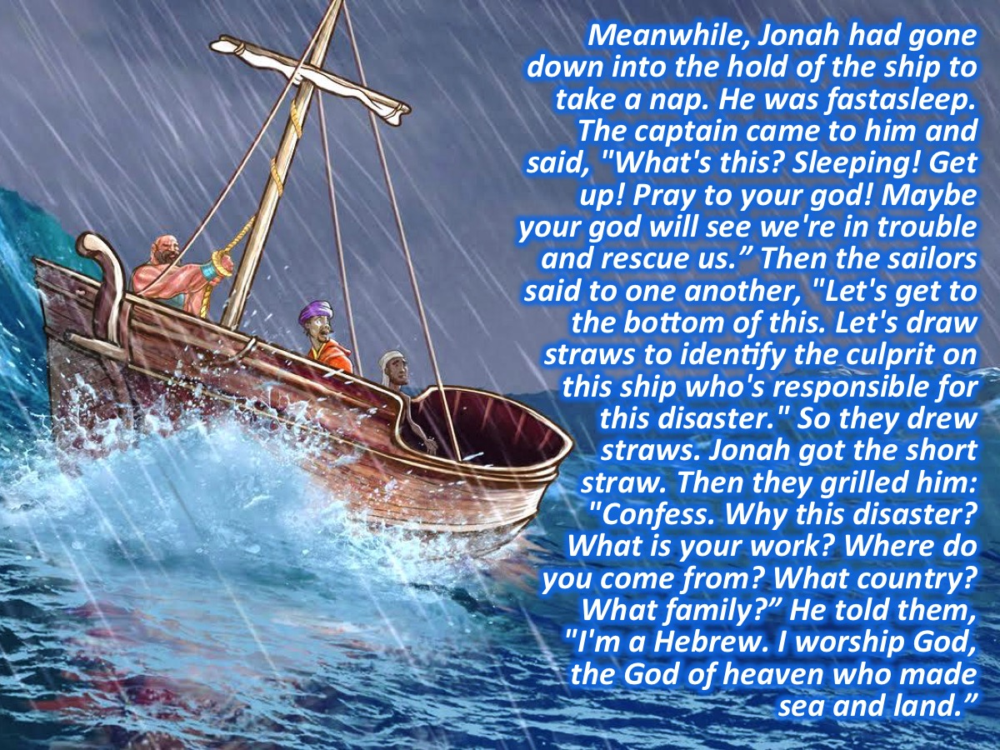 Meanwhile, Jonah had gone
down into the hold of the ship to
take a nap. He was fastasleep.
The captain came to him and
said, "What's this? Sleeping! Get
up! Pray to your god! Maybe
your god will see we're in trouble
and rescue us.” Then the sailors
said to one another, "Let's get to
the bottom of this. Let's draw
straws to identify the culprit on
this ship who's responsible for
this disaster." So they drew
straws. Jonah got the short
straw. Then they grilled him:
"Confess. Why this disaster?
What is your work? Where do
you come from? What country?
What family?” He told them,
"I'm a Hebrew. I worship God,
the God of heaven who made
sea and land.”